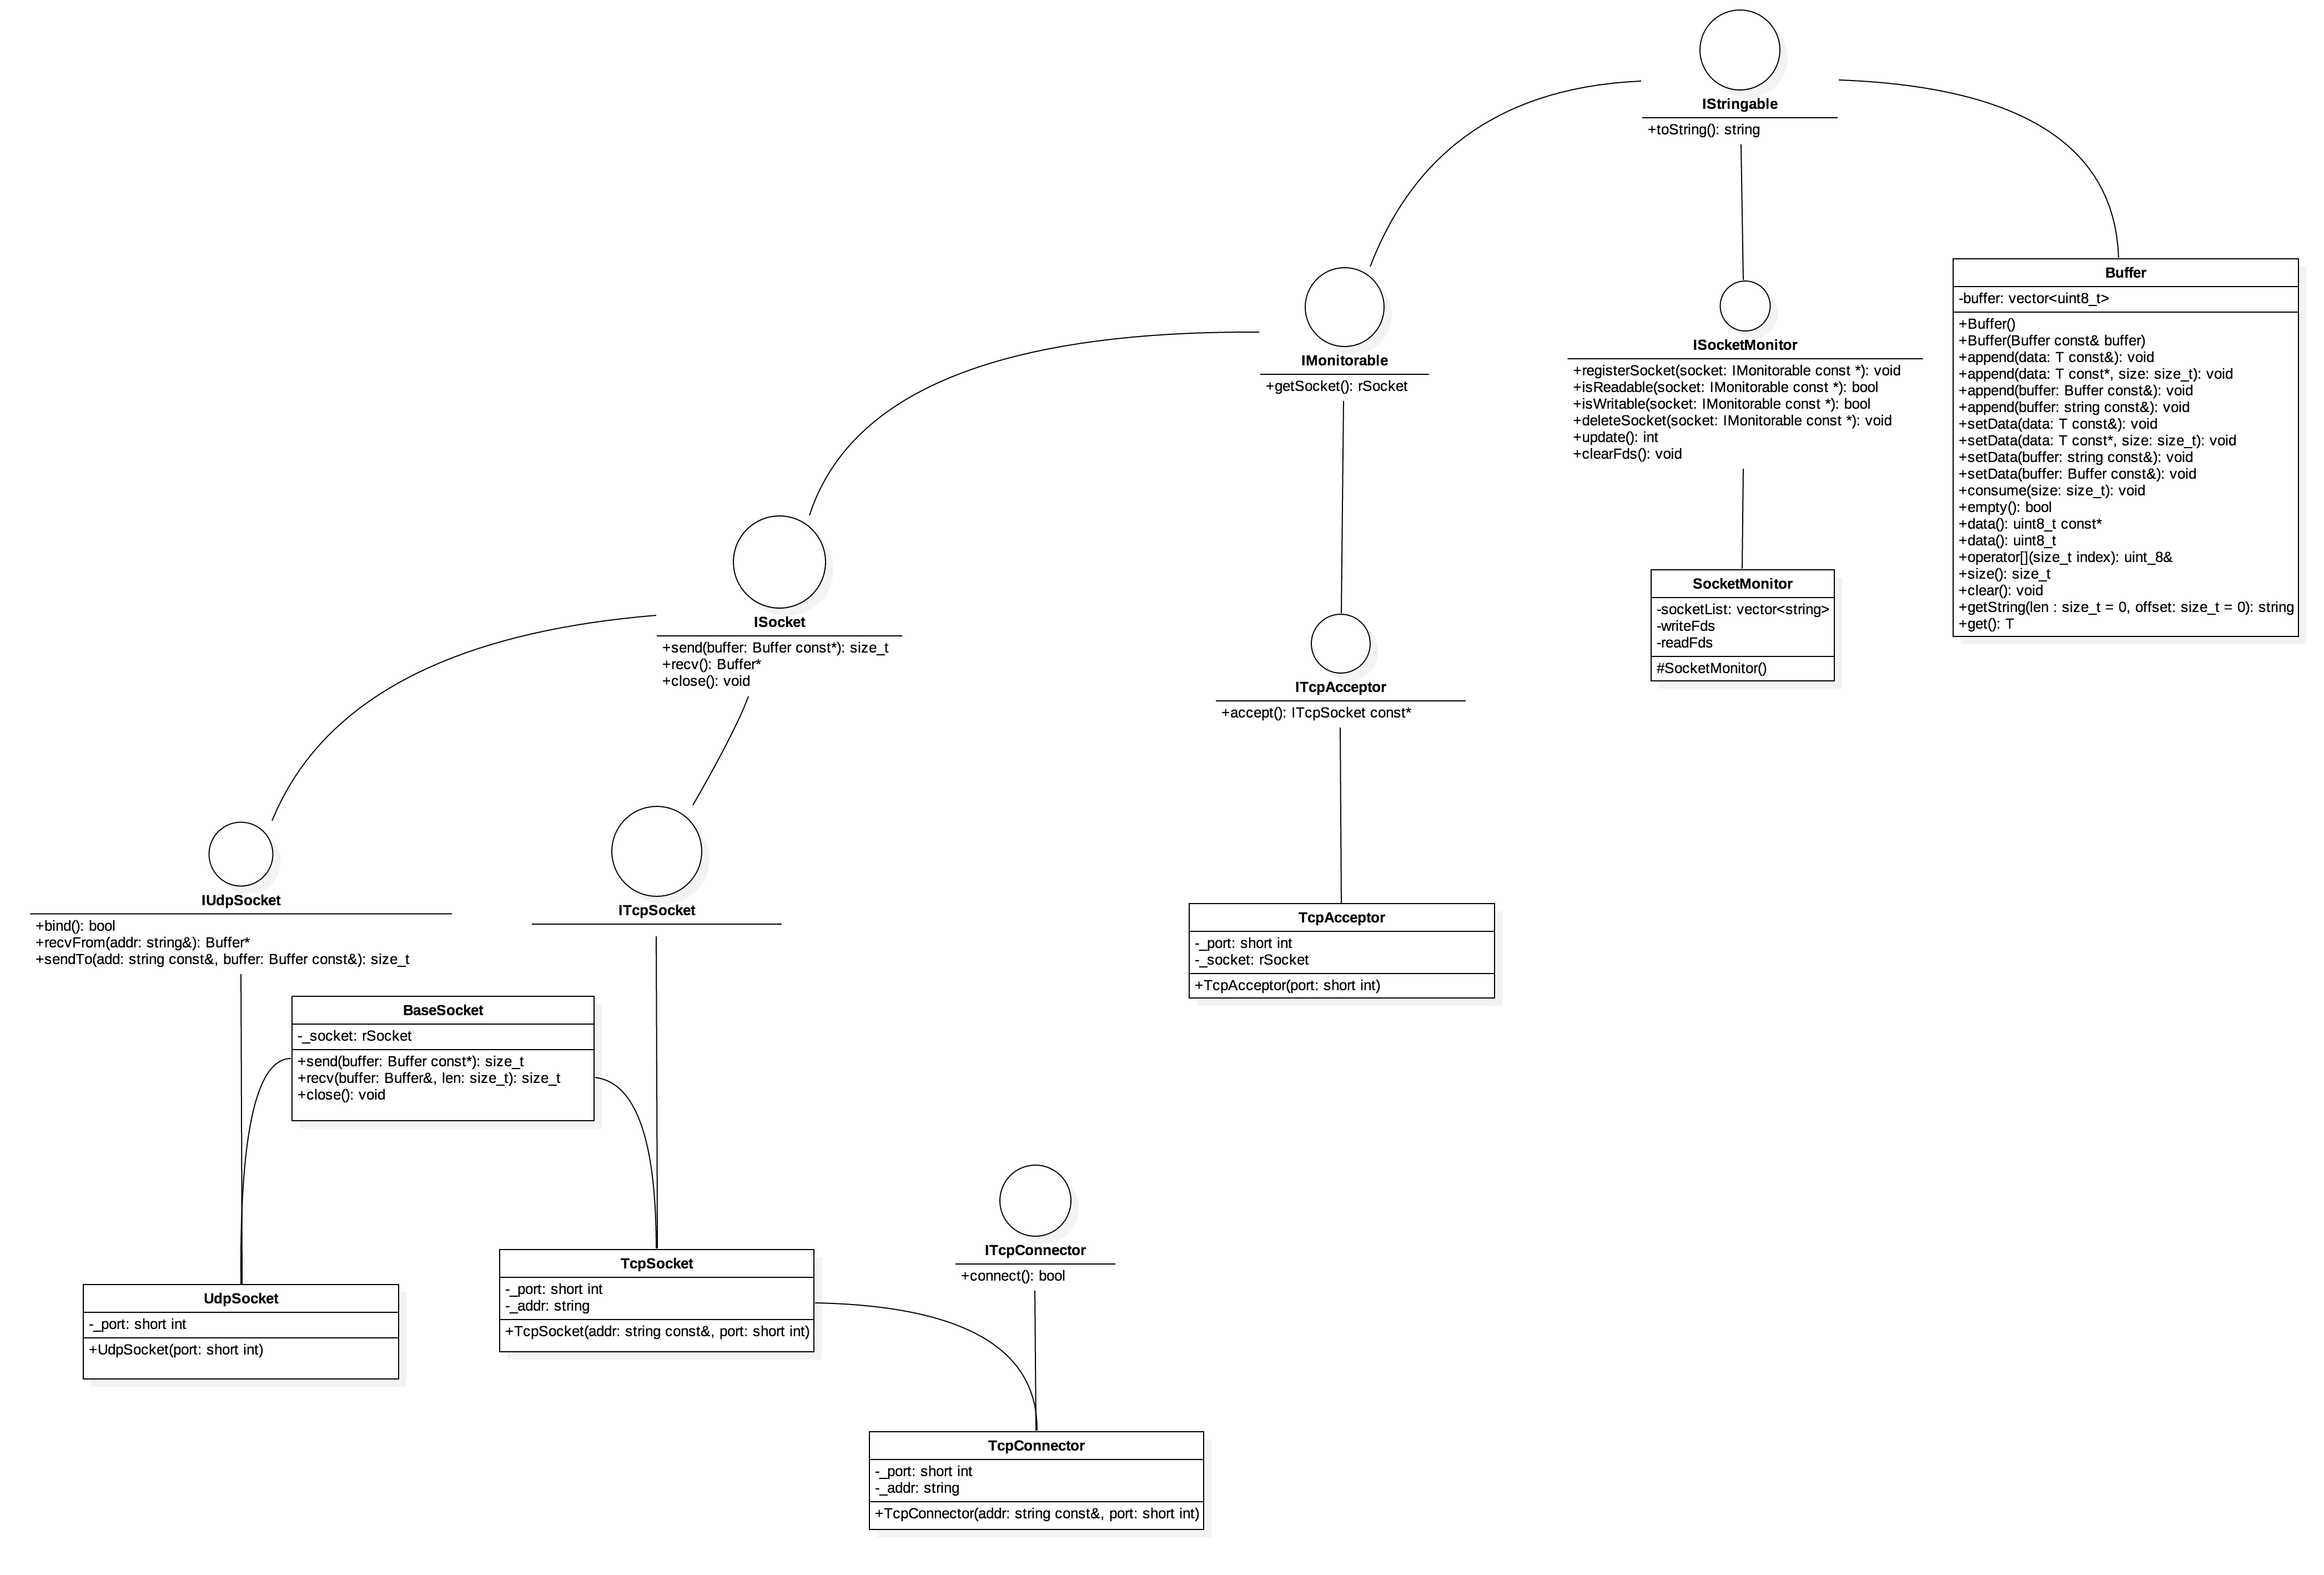 IStringable
+toString(): string
IMonitorable
+getSocket(): rSocket
ISocketMonitor
+registerSocket(socket: IMonitorable const *): void
+isReadable(socket: IMonitorable const *): bool
+isWritable(socket: IMonitorable const *): bool
+deleteSocket(socket: IMonitorable const *): void
+update(): int
+clearFds(): void
Buffer
-buffer: vector<uint8_t>
+Buffer()
+Buffer(Buffer const& buffer)
+append(data: T const&): void
+append(data: T const*, size: size_t): void
+append(buffer: Buffer const&): void
+append(buffer: string const&): void
+setData(data: T const&): void
+setData(data: T const*, size: size_t): void
+setData(buffer: string const&): void
+setData(buffer: Buffer const&): void
+consume(size: size_t): void
+empty(): bool
+data(): uint8_t const*
+data(): uint8_t
+operator[](size_t index): uint_8&
+size(): size_t
+clear(): void
+getString(len : size_t = 0, offset: size_t = 0): string
+get(): T
ISocket
+send(buffer: Buffer const*): size_t
+recv(): Buffer*
+close(): void
ITcpAcceptor
+accept(): ITcpSocket const*
SocketMonitor
-socketList: vector<string>
-writeFds
-readFds
#SocketMonitor()
IUdpSocket
+bind(): bool
+recvFrom(addr: string&): Buffer*
+sendTo(add: string const&, buffer: Buffer const&): size_t
ITcpSocket
TcpAcceptor
-_port: short int
-_socket: rSocket
+TcpAcceptor(port: short int)
BaseSocket
-_socket: rSocket
+send(buffer: Buffer const*): size_t
+recv(buffer: Buffer&, len: size_t): size_t
+close(): void
UdpSocket
-_port: short int
+UdpSocket(port: short int)
TcpSocket
-_port: short int
-_addr: string
+TcpSocket(addr: string const&, port: short int)
ITcpConnector
+connect(): bool
TcpConnector
-_port: short int
-_addr: string
+TcpConnector(addr: string const&, port: short int)